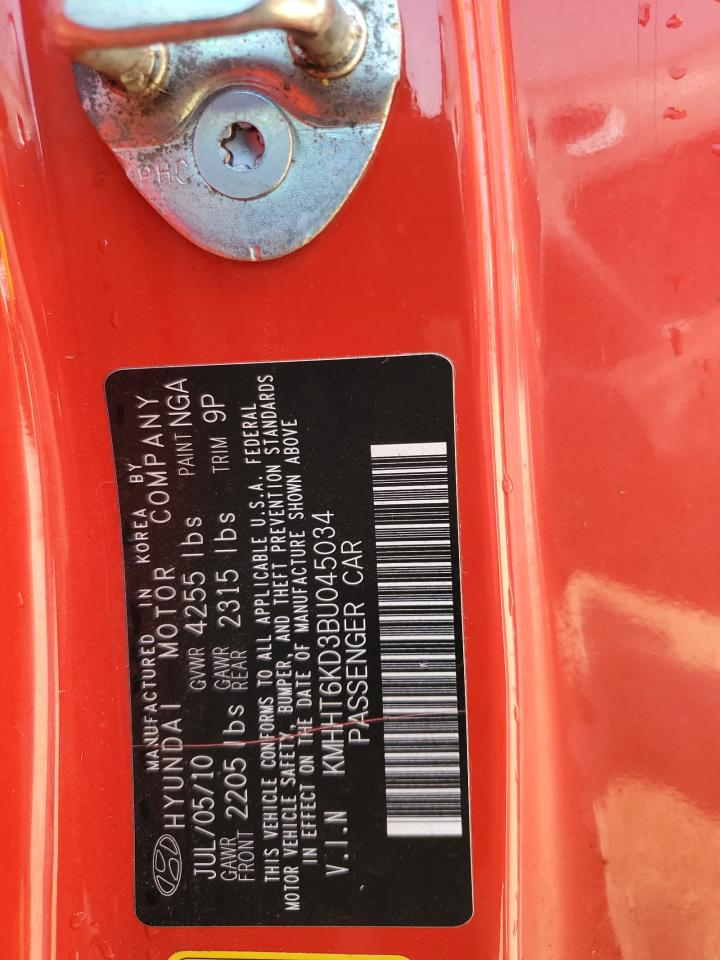 PHC
MANUFACTURED IN KOREA BY
HYUNDAI MOTOR COMPANY
JUL/05/10 GVWR 4255 lbs PAINT NGA
GAWR FRONT 2205 lbs GAWR REAR 2315 lbs TRIM 9P
THIS VEHICLE CONFORMS TO ALL APPLICABLE U.S.A. FEDERAL
MOTOR VEHICLE SAFETY, BUMPER, AND THEFT PREVENTION STANDARDS
IN EFFECT ON THE DATE OF MANUFACTURE SHOWN ABOVE
V.I.N KMHHT6KD3BU045034
PASSENGER CAR